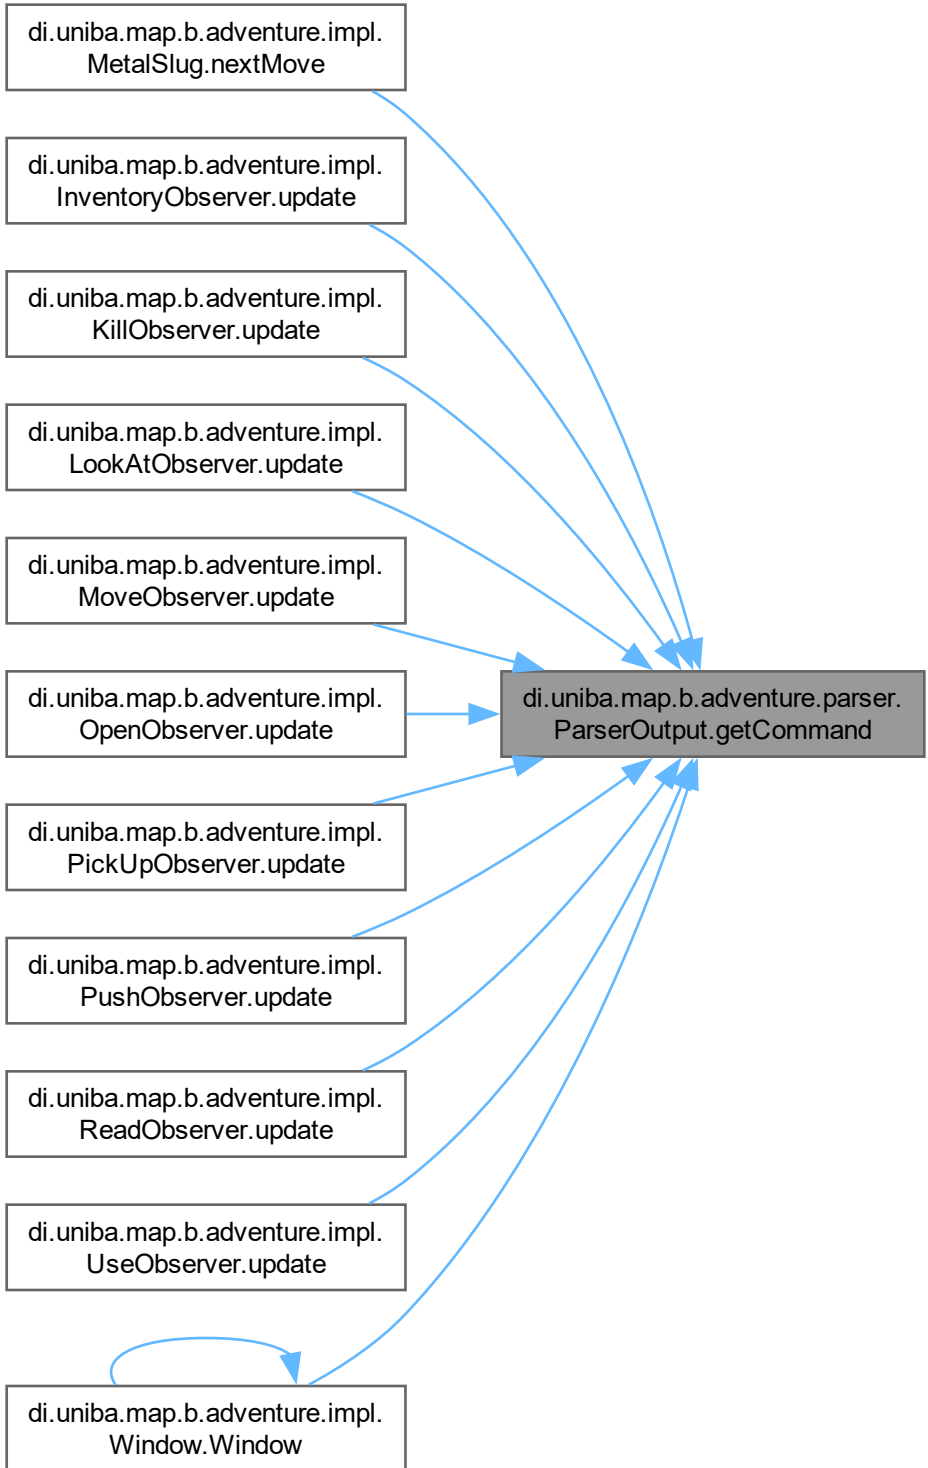 di.uniba.map.b.adventure.impl.
MetalSlug.nextMove
di.uniba.map.b.adventure.impl.
InventoryObserver.update
di.uniba.map.b.adventure.impl.
KillObserver.update
di.uniba.map.b.adventure.impl.
LookAtObserver.update
di.uniba.map.b.adventure.impl.
MoveObserver.update
di.uniba.map.b.adventure.impl.
OpenObserver.update
di.uniba.map.b.adventure.parser.
ParserOutput.getCommand
di.uniba.map.b.adventure.impl.
PickUpObserver.update
di.uniba.map.b.adventure.impl.
PushObserver.update
di.uniba.map.b.adventure.impl.
ReadObserver.update
di.uniba.map.b.adventure.impl.
UseObserver.update
di.uniba.map.b.adventure.impl.
Window.Window